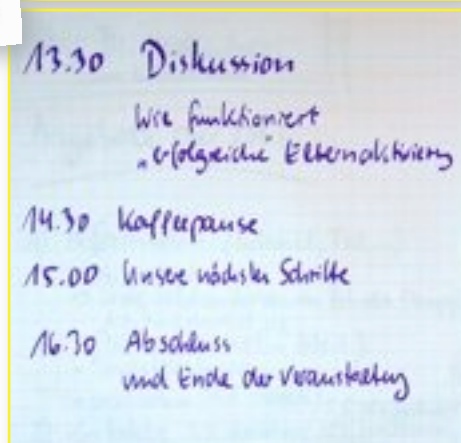 13.30 Diskussion
Wie funktioniert
„erfolgreiche“ Elternaktivierung
14.30 Kaffeepause
15.00 Unsere nächsten Schritte
16.30 Abschluss
und Ende der Veranstaltung